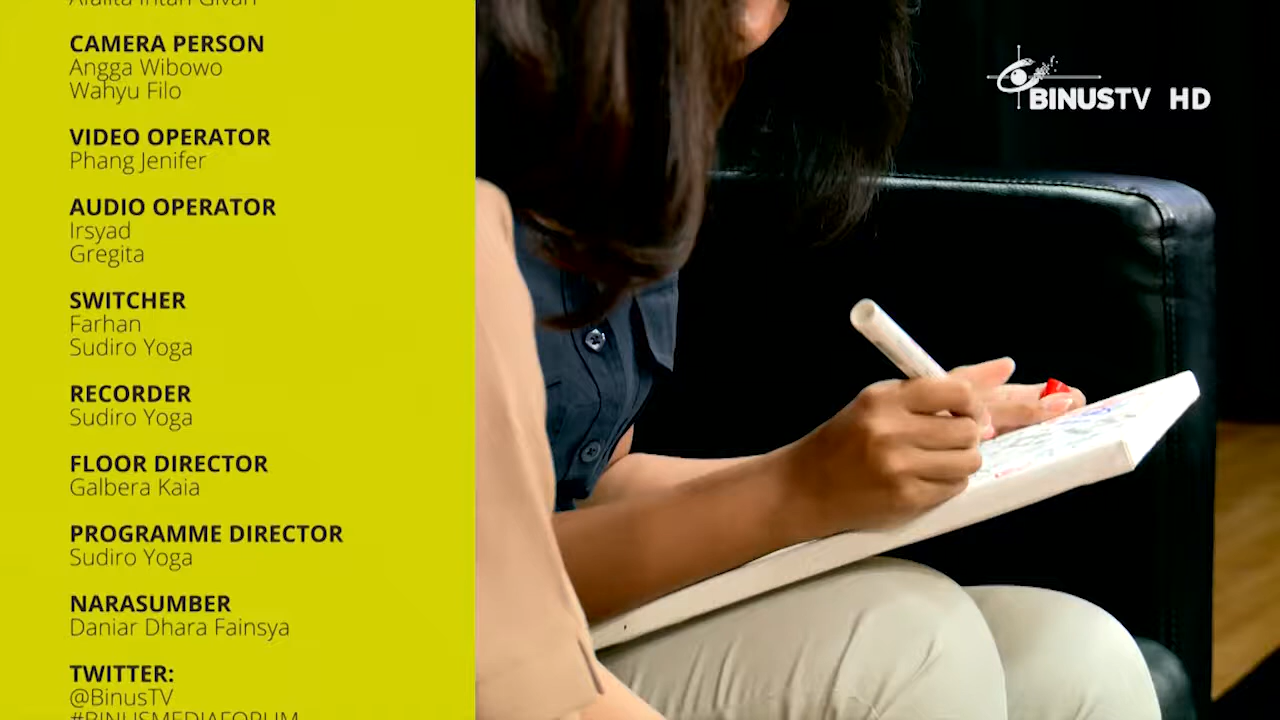 CAMERA PERSON
Angga Wibowo
Wahyu Filo
VIDEO OPERATOR
Phang Jenifer
AUDIO OPERATOR
Irsyad
Gregita
SWITCHER
Farhan
Sudiro Yoga
RECORDER
Sudiro Yoga
FLOOR DIRECTOR
Galbera Kaia
PROGRAMME DIRECTOR
Sudiro Yoga
NARASUMBER
Daniar Dhara Fainsya
TWITTER:
@BinusTV
#BINUSMEDIAFORUM
BINUSTV HD